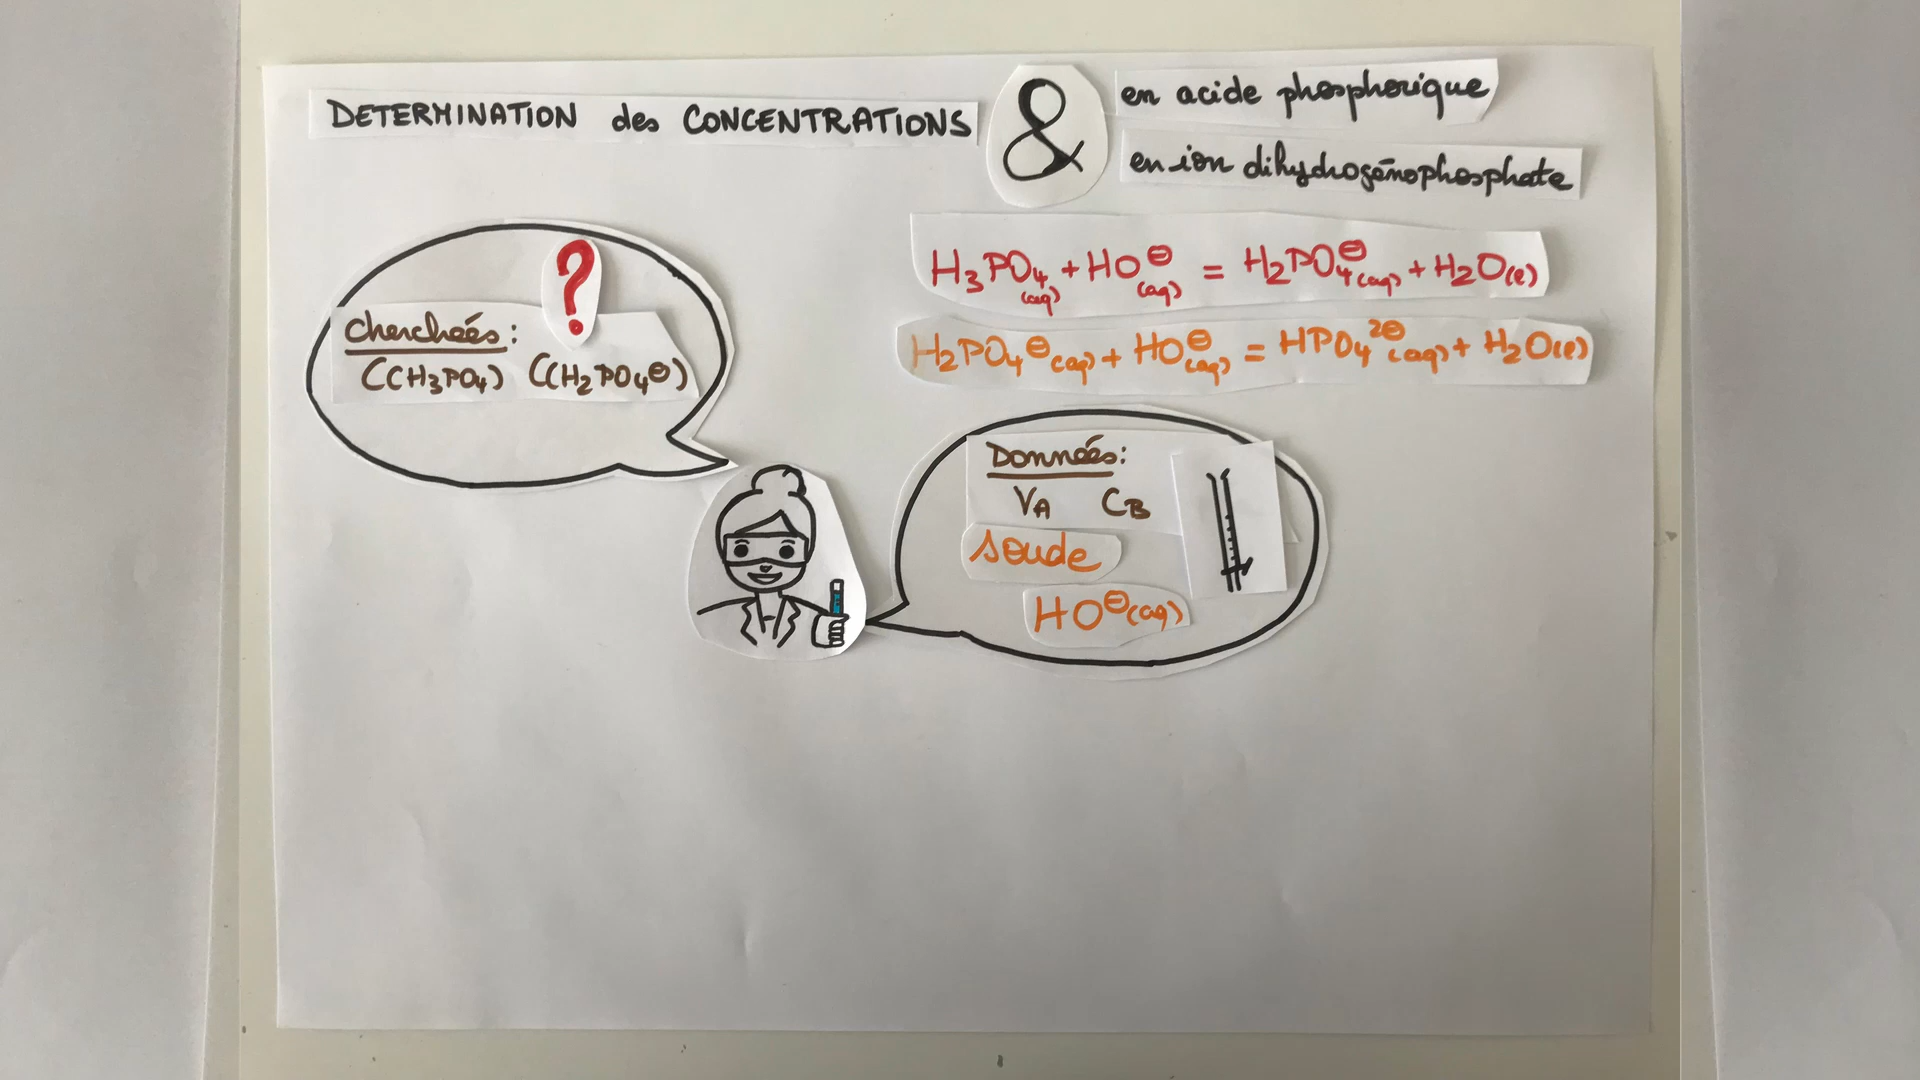 DETERMINATION des CONCENTRATIONS & en acide phosphorique
en ion dihydrogénophosphate
H₃PO₄(aq) + HO⊖(aq) = H₂PO₄⊖(aq) + H₂O(l)
H₂PO₄⊖(aq) + HO⊖(aq) = HPO₄²⊖(aq) + H₂O(l)
?
Cherchées :
C(H₃PO₄) C(H₂PO₄⊖)
Données :
VA CB
soude
HO⊖(aq)